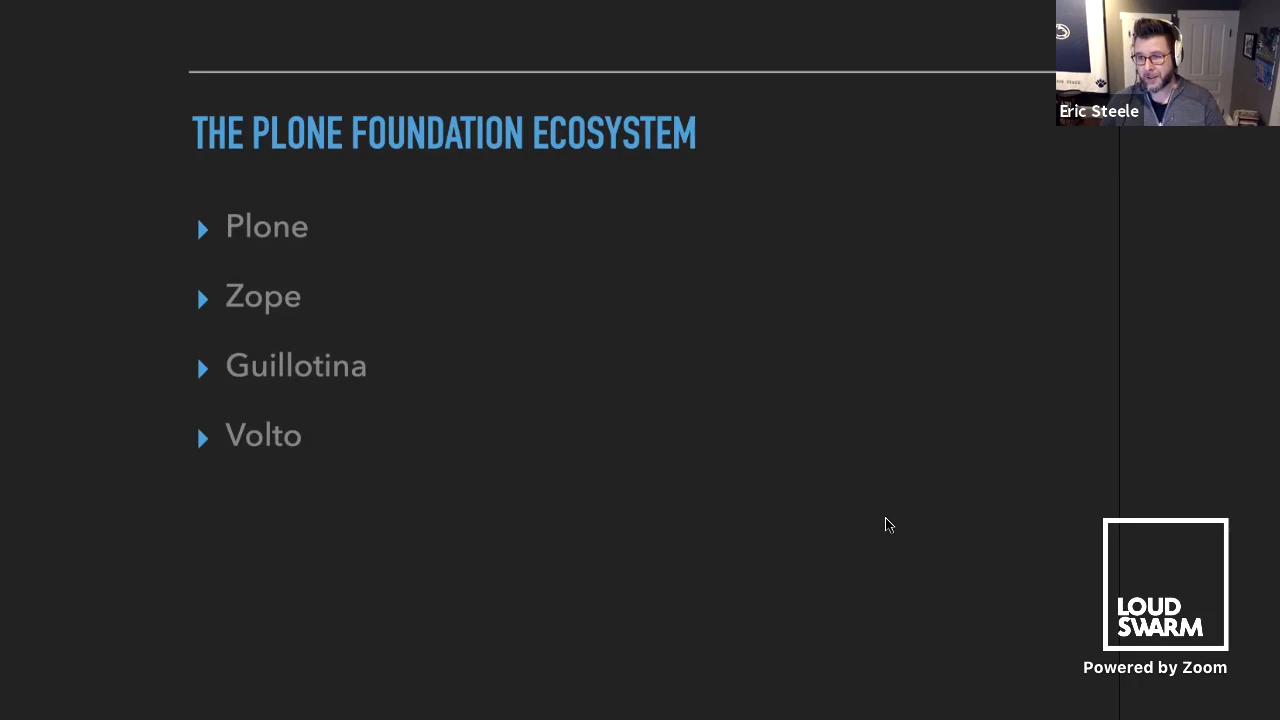 THE PLONE FOUNDATION ECOSYSTEM
Plone
Zope
Guillotina
Volto
Eric Steele
LOUD
SWARM
Powered by Zoom